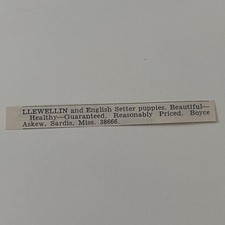 LLEWELLIN and English Setter puppies. Beautiful—
Healthy—Guaranteed. Reasonably Priced. Boyce
Askew, Sardis, Miss. 38666.